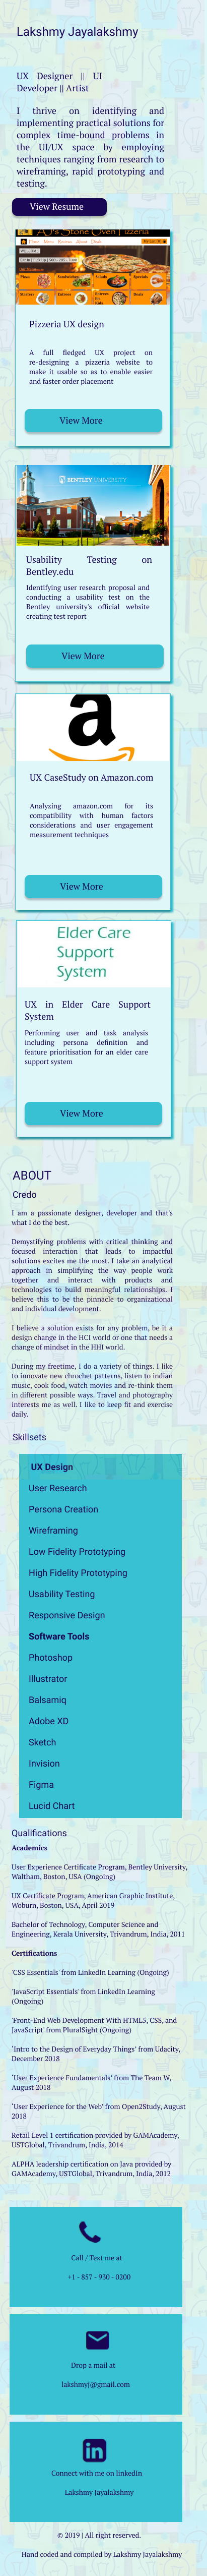 Lakshmy Jayalakshmy
UX Designer || UI
Developer || Artist
I thrive on identifying and
implementing practical solutions for
complex time-bound problems in
the UI/UX space by employing
techniques ranging from research to
wireframing, rapid prototyping and
testing.
View Resume
AJ's Stone Oven Pizzeria
Pizzeria UX design
A full fledged UX project on
re-designing a pizzeria website to
make it usable so as to enable easier
and faster order placement
View More
BENTLEY UNIVERSITY
Usability Testing on
Bentley.edu
Identifying user research proposal and
conducting a usability test on the
Bentley university's official website
creating test report
View More
a
UX CaseStudy on Amazon.com
Analyzing amazon.com for its
compatibility with human factors
considerations and user engagement
measurement techniques
View More
Elder Care
Support
System
UX in Elder Care Support
System
Performing user and task analysis
including persona definition and
feature prioritisation for an elder care
support system
View More
ABOUT
Credo
I am a passionate designer, developer and that's
what I do the best.
Demystifying problems with critical thinking and
focused interaction that leads to impactful
solutions excites me the most. I take an analytical
approach in simplifying the way people work
together and interact with products and
technologies to build meaningful relationships. I
believe this to be the pinnacle to organizational
and individual development.
I believe a solution exists for any problem, be it a
design change in the HCI world or one that needs a
change of mindset in the HHI world.
During my freetime, I do a variety of things. I like
to innovate new chrochet patterns, listen to indian
music, cook food, watch movies and re-think them
in different possible ways. Travel and photography
interests me as well. I like to keep fit and exercise
daily.
Skillsets
UX Design
User Research
Persona Creation
Wireframing
Low Fidelity Prototyping
High Fidelity Prototyping
Usability Testing
Responsive Design
Software Tools
Photoshop
Illustrator
Balsamiq
Adobe XD
Sketch
Invision
Figma
Lucid Chart
Qualifications
Academics
User Experience Certificate Program, Bentley University,
Waltham, Boston, USA (Ongoing)
UX Certificate Program, American Graphic Institute,
Woburn, Boston, USA, April 2019
Bachelor of Technology, Computer Science and
Engineering, Kerala University, Trivandrum, India, 2011
Certifications
'CSS Essentials' from LinkedIn Learning (Ongoing)
'JavaScript Essentials' from LinkedIn Learning
(Ongoing)
'Front-End Web Development With HTML5, CSS, and
JavaScript' from PluralSight (Ongoing)
'Intro to the Design of Everyday Things' from Udacity,
December 2018
'User Experience Fundamentals' from The Team W,
August 2018
'User Experience for the Web' from Open2Study, August
2018
Retail Level 1 certification provided by GAMAcademy,
USTGlobal, Trivandrum, India, 2014
ALPHA leadership certification on Java provided by
GAMAcademy, USTGlobal, Trivandrum, India, 2012
Call / Text me at
+1 - 857 - 930 - 0200
Drop a mail at
lakshmyj@gmail.com
in
Connect with me on linkedIn
Lakshmy Jayalakshmy
© 2019 | All right reserved.
Hand coded and compiled by Lakshmy Jayalakshmy